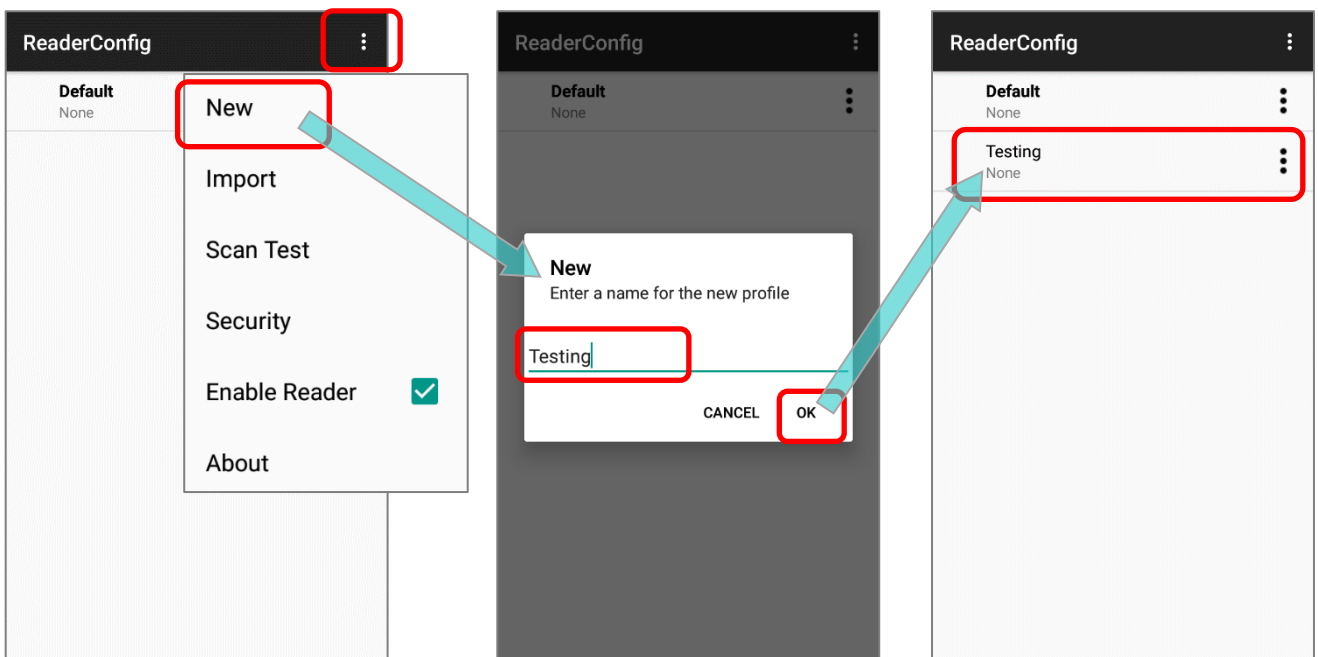 ReaderConfig
Default
None
New
Import
Scan Test
Security
Enable Reader
About
ReaderConfig
Default
None
New
Enter a name for the new profile
Testing
CANCEL OK
ReaderConfig
Default
None
Testing
None